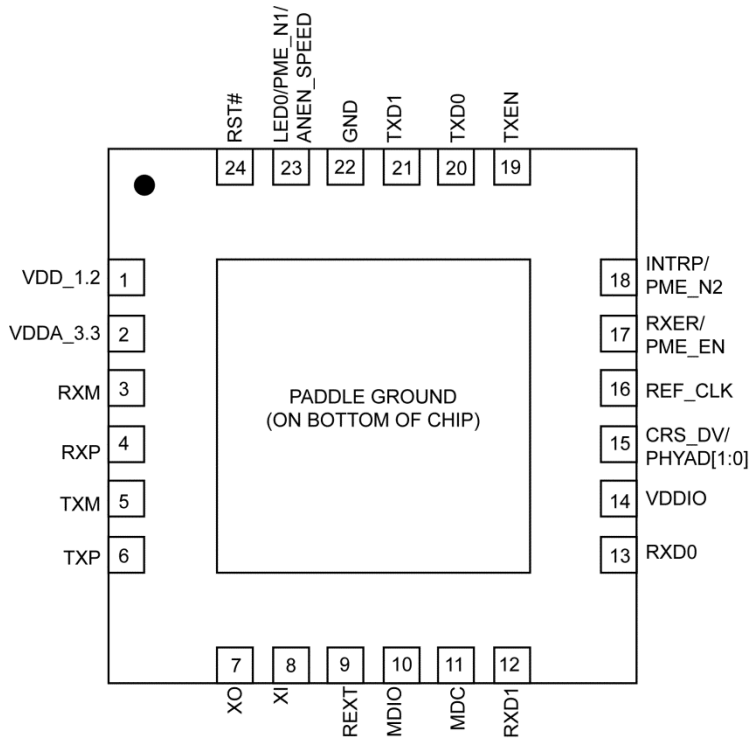 LED0/PME_N1/
ANEN_SPEED
RST#
GND
TXD1
TXD0
TXEN
24
23
22
21
20
19
VDD_1.2
1
VDDA_3.3
2
RXM
3
RXP
4
TXM
5
TXP
6
PADDLE GROUND
(ON BOTTOM OF CHIP)
18
INTRP/
PME_N2
17
RXER/
PME_EN
16
REF_CLK
15
CRS_DV/
PHYAD[1:0]
14
VDDIO
13
RXD0
7
8
9
10
11
12
XO
XI
REXT
MDIO
MDC
RXD1